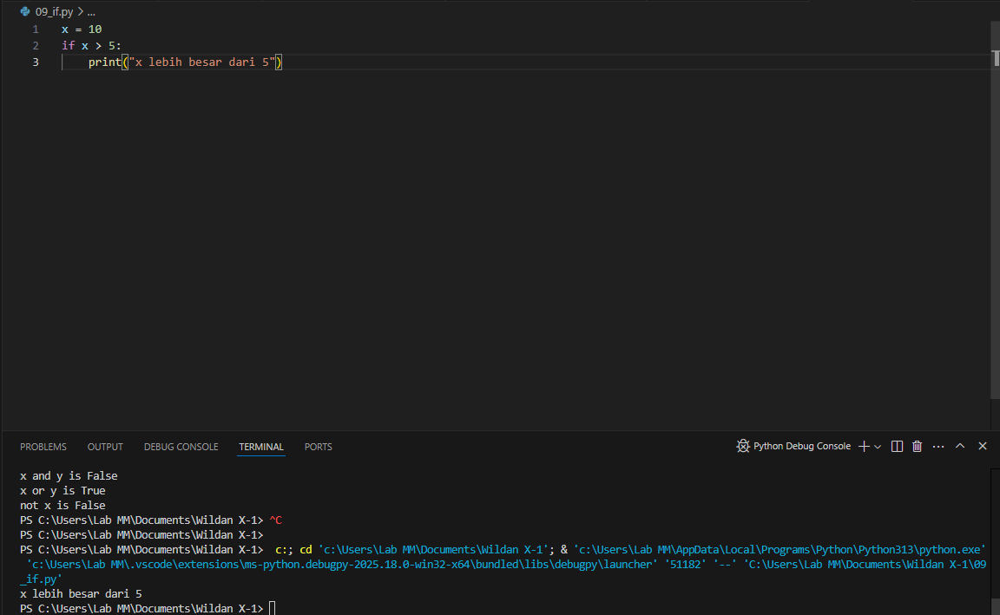 09_if.py > ...
1 x = 10
2 if x > 5:
3     print("x lebih besar dari 5")
PROBLEMS OUTPUT DEBUG CONSOLE TERMINAL PORTS Python Debug Console
x and y is False
x or y is True
not x is False
PS C:\Users\Lab MM\Documents\Wildan X-1> ^C
PS C:\Users\Lab MM\Documents\Wildan X-1>
PS C:\Users\Lab MM\Documents\Wildan X-1>  c:; cd 'c:\Users\Lab MM\Documents\Wildan X-1'; & 'c:\Users\Lab MM\AppData\Local\Programs\Python\Python313\python.exe'
'c:\Users\Lab MM\.vscode\extensions\ms-python.debugpy-2025.18.0-win32-x64\bundled\libs\debugpy\launcher' '51182' '--' 'C:\Users\Lab MM\Documents\Wildan X-1\09
_if.py'
x lebih besar dari 5
PS C:\Users\Lab MM\Documents\Wildan X-1>